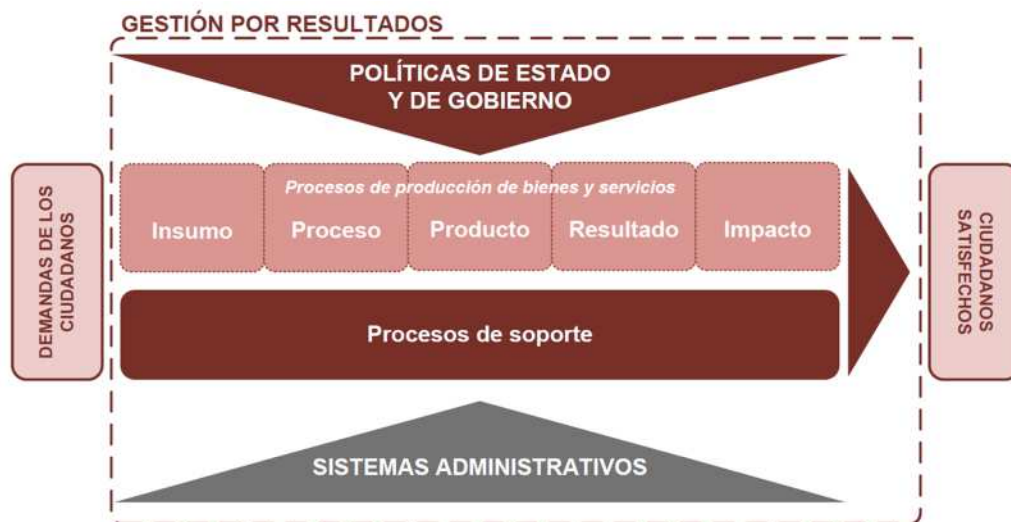 GESTIÓN POR RESULTADOS
POLÍTICAS DE ESTADO
Y DE GOBIERNO
DEMANDAS DE LOS
CIUDADANOS
Procesos de producción de bienes y servicios
Insumo
Proceso
Producto
Resultado
Impacto
Procesos de soporte
SISTEMAS ADMINISTRATIVOS
CIUDADANOS
SATISFECHOS